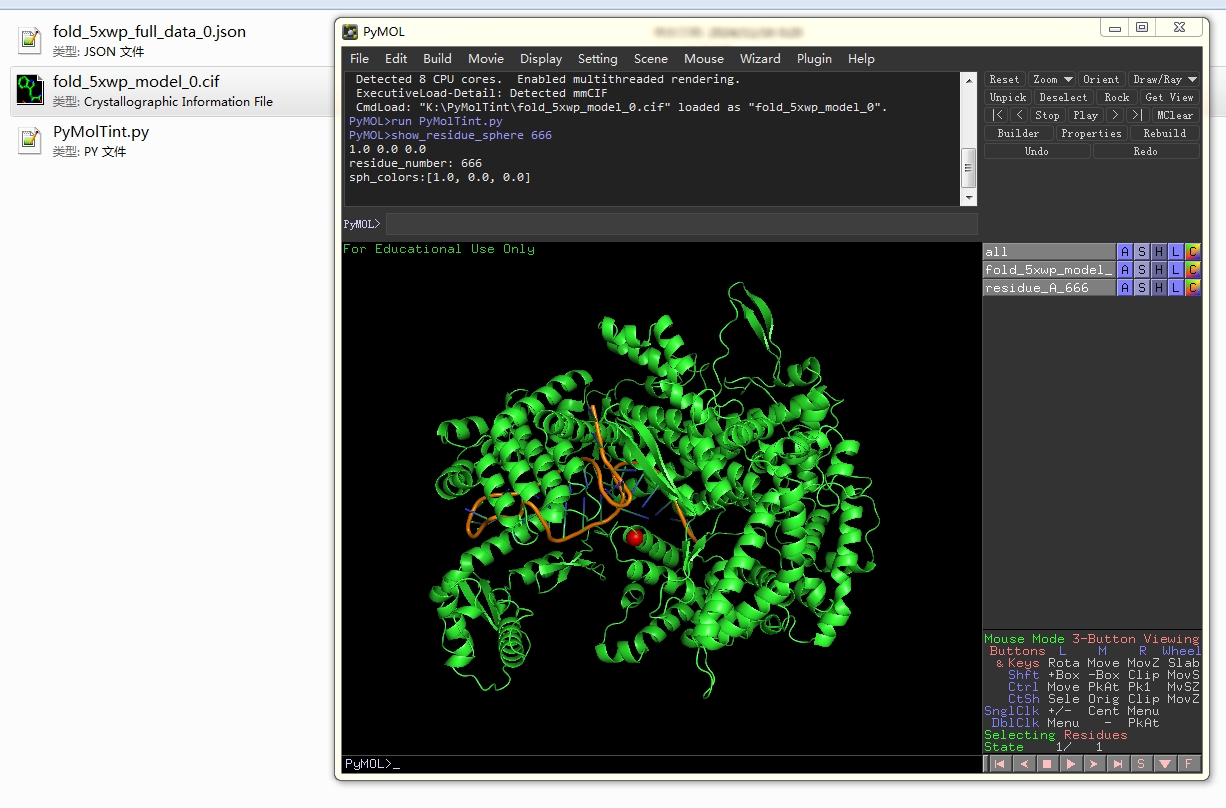 fold_5xwp_full_data_0.json
类型: JSON 文件
fold_5xwp_model_0.cif
类型: Crystallographic Information File
PyMolTint.py
类型: PY 文件
PyMOL
File Edit Build Movie Display Setting Scene Mouse Wizard Plugin Help
Detected 8 CPU cores.  Enabled multithreaded rendering.
ExecutiveLoad-Detail: Detected mmCIF
CmdLoad: "K:\PyMolTint\fold_5xwp_model_0.cif" loaded as "fold_5xwp_model_0".
PyMOL>run PyMolTint.py
PyMOL>show_residue_sphere 666
1.0 0.0 0.0
residue_number: 666
sph_colors:[1.0, 0.0, 0.0]
PyMOL>
Reset Zoom Orient Draw/Ray
Unpick Deselect Rock Get View
|< < Stop Play > >| MClear
Builder Properties Rebuild
Undo Redo
For Educational Use Only
all A S H L C
fold_5xwp_model_ A S H L C
residue_A_666 A S H L C
Mouse Mode 3-Button Viewing
Buttons L M R Wheel
& Keys Rota Move MovZ Slab
Shft +Box -Box Clip MovS
Ctrl Move PkAt Pk1 MvSZ
CtSh Sele Orig Clip MovZ
SnglClk +/- Cent Menu
DblClk Menu - PkAt
Selecting Residues
State 1/ 1
PyMOL>_
S F